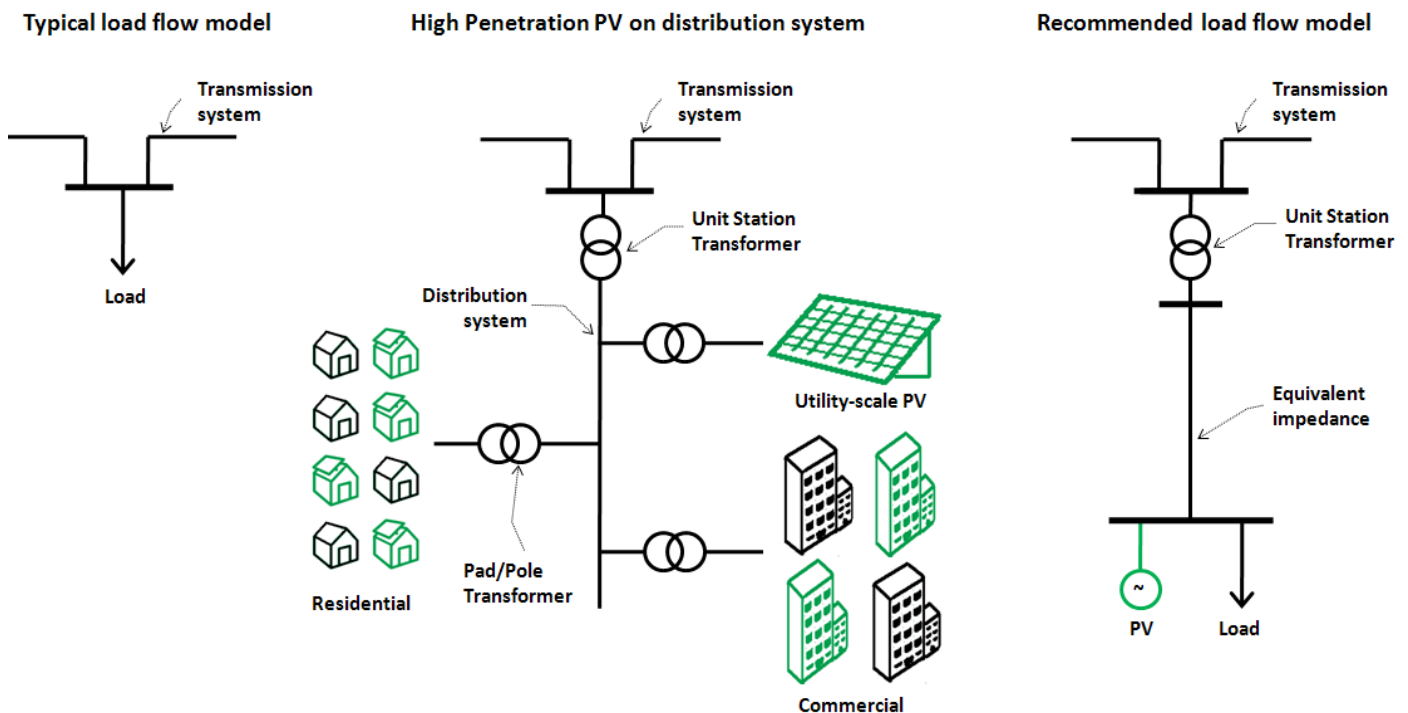 Typical load flow model
Transmission
system
Load
High Penetration PV on distribution system
Transmission
system
Unit Station
Transformer
Distribution
system
Utility-scale PV
Residential
Pad/Pole
Transformer
Commercial
Recommended load flow model
Transmission
system
Unit Station
Transformer
Equivalent
impedance
~
PV
Load